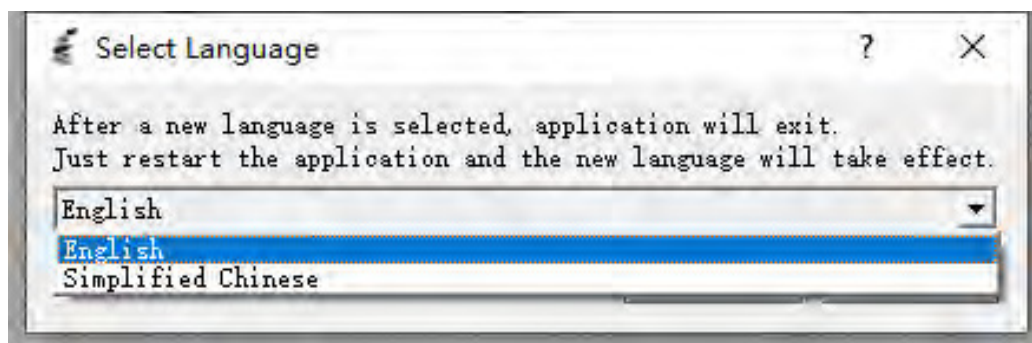 Select Language
?
After a new language is selected, application will exit.
Just restart the application and the new language will take effect.
English
English
Simplified Chinese